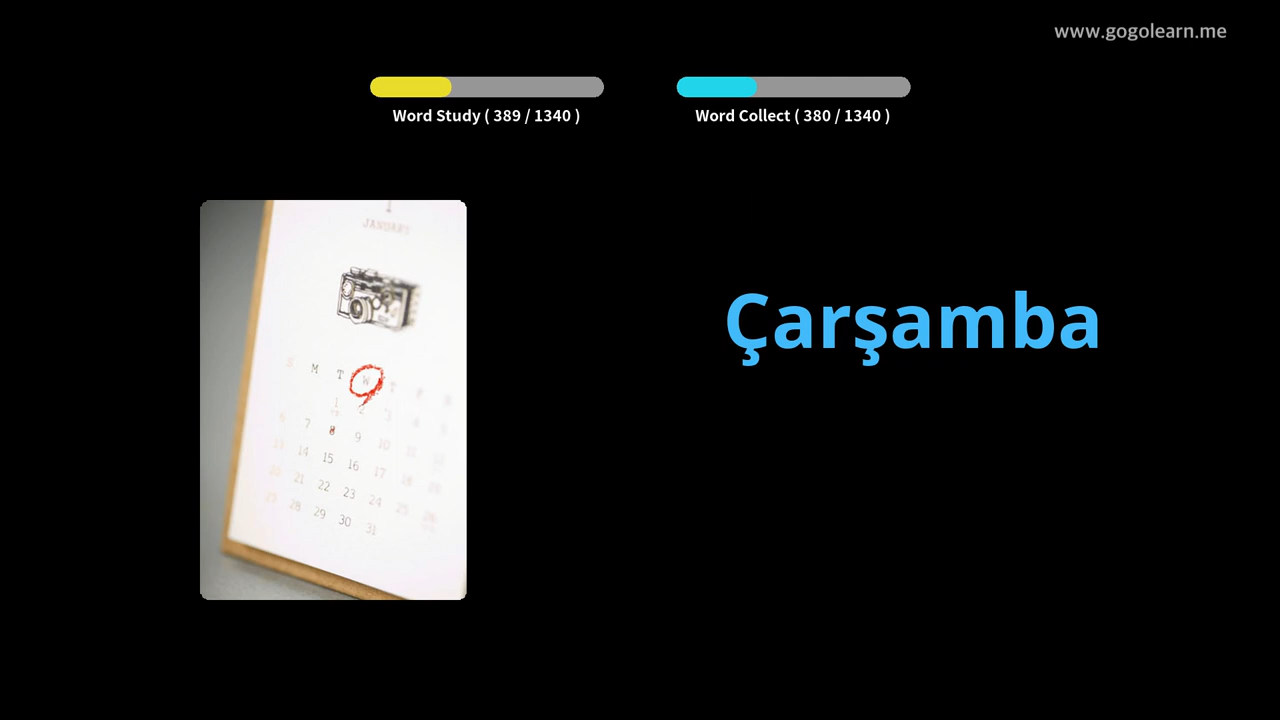 www.gogolearn.me
Word Study ( 389 / 1340 )
Word Collect ( 380 / 1340 )
Çarşamba
JANUARY
S M T W T F S
1 2 3 4 5
6 7 8 9 10 11 12
13 14 15 16 17 18 19
20 21 22 23 24 25 26
28 29 30 31